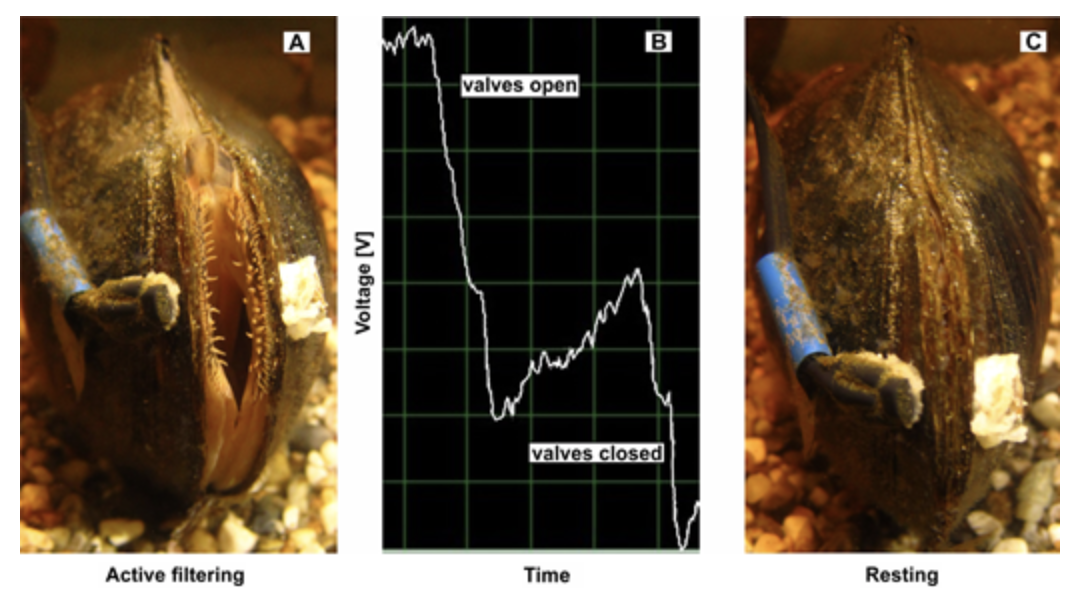 A
B
C
valves open
Voltage [V]
valves closed
Active filtering
Time
Resting